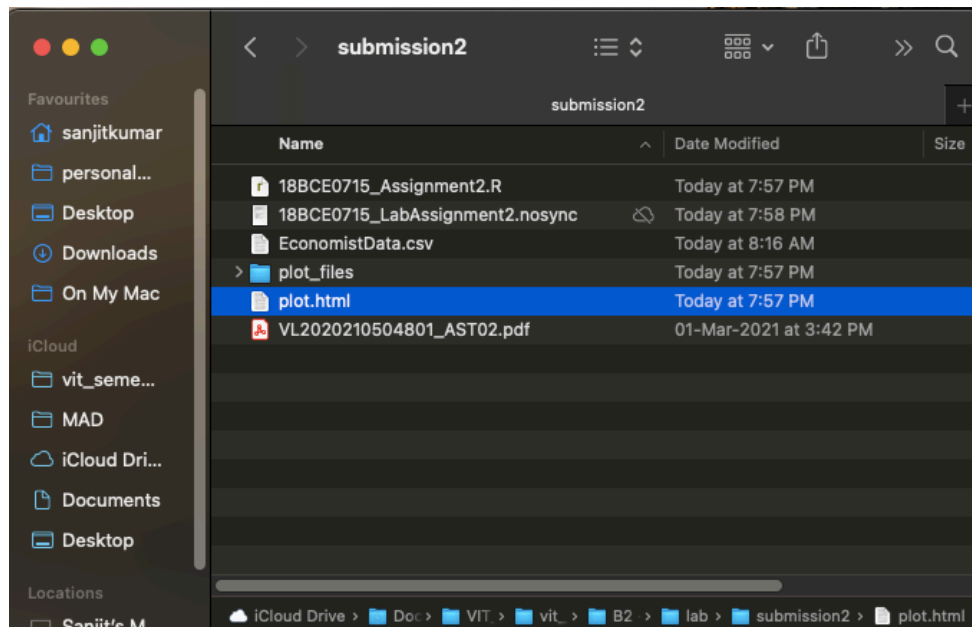 submission2
submission2
Favourites
sanjitkumar
personal...
Desktop
Downloads
On My Mac
iCloud
vit_seme...
MAD
iCloud Dri...
Documents
Desktop
Locations
Sanjit's M
Name Date Modified Size
18BCE0715_Assignment2.R Today at 7:57 PM
18BCE0715_LabAssignment2.nosync Today at 7:58 PM
EconomistData.csv Today at 8:16 AM
plot_files Today at 7:57 PM
plot.html Today at 7:57 PM
VL2020210504801_AST02.pdf 01-Mar-2021 at 3:42 PM
iCloud Drive › Doc › VIT_ › vit_ › B2 - › lab › submission2 › plot.html